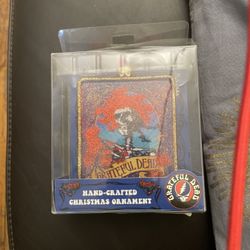 GRATEFUL DEAD
HAND-CRAFTED
CHRISTMAS ORNAMENT
GRATEFUL DEAD